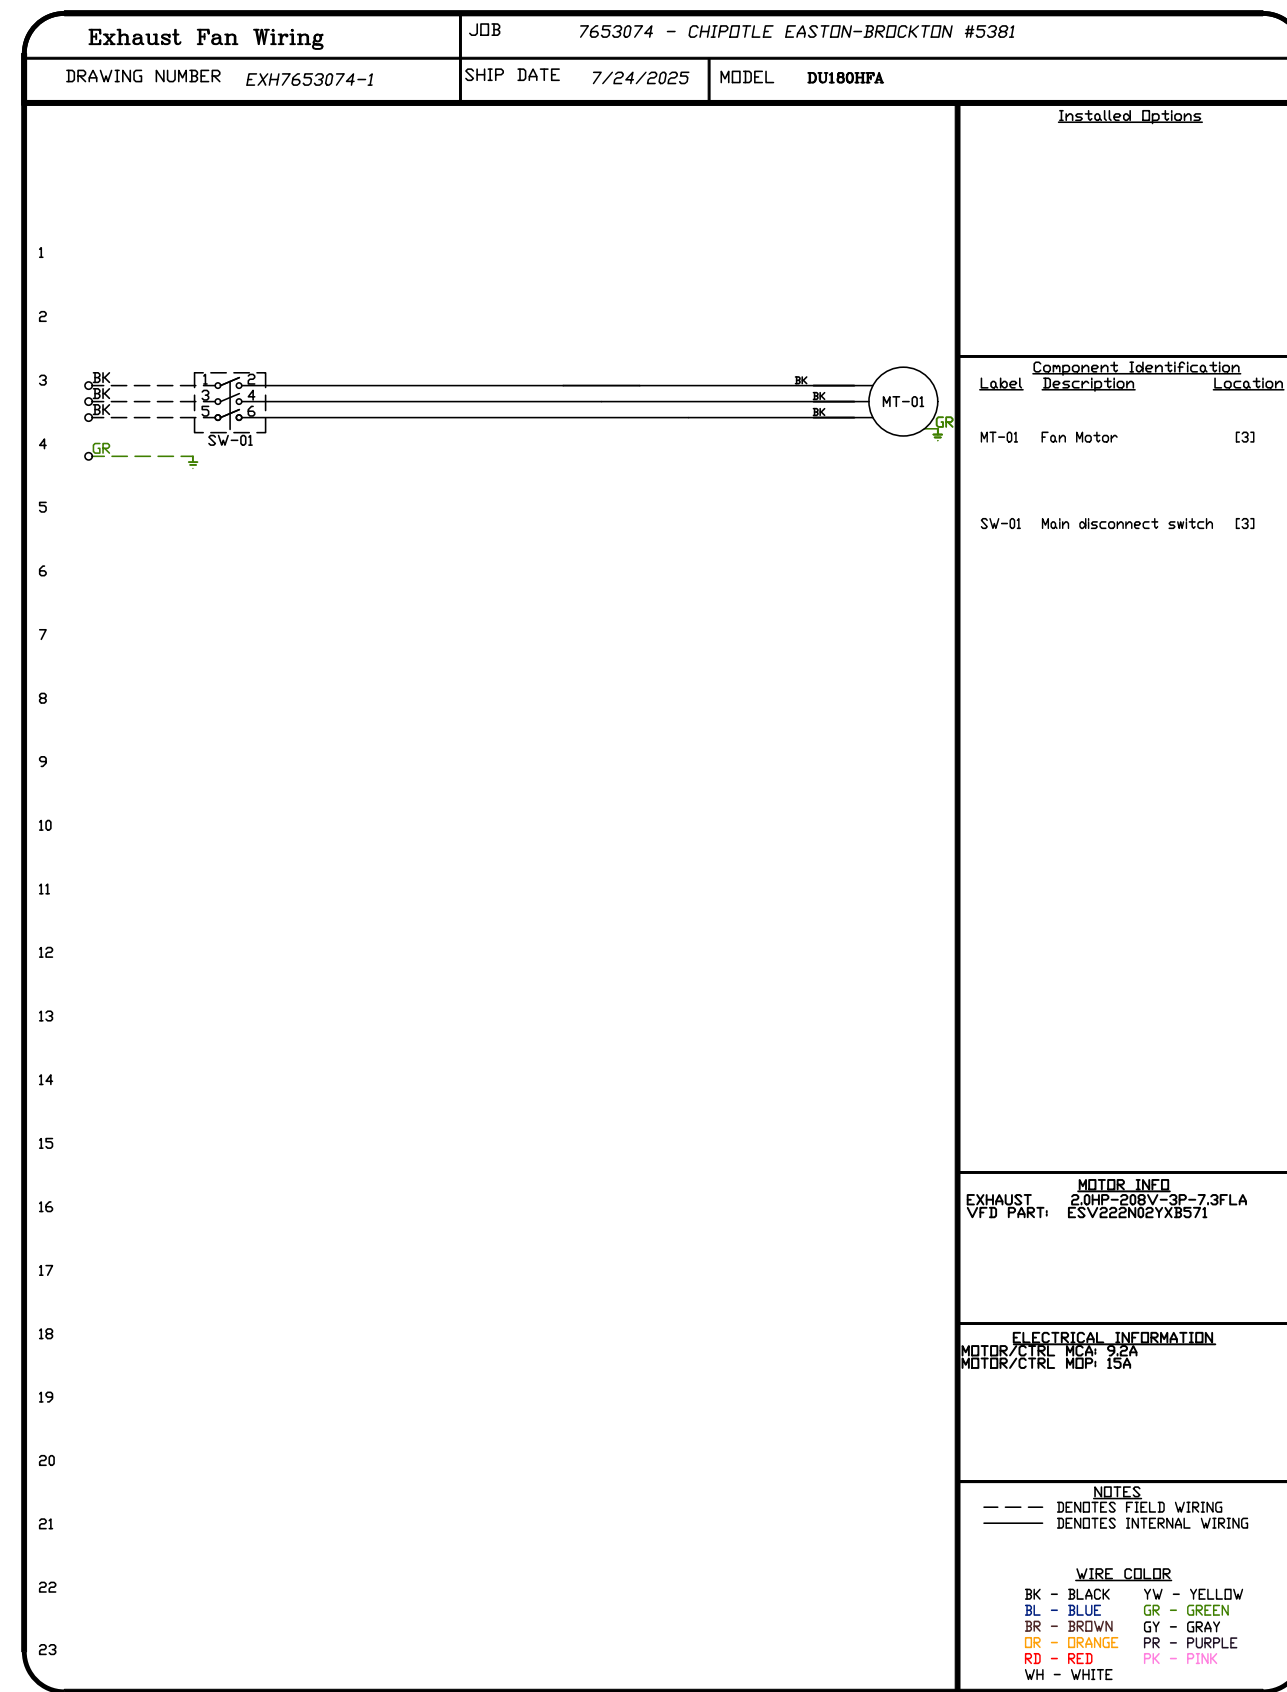 Exhaust Fan Wiring
JOB 7653074 - CHIPOTLE EASTON-BROCKTON #5381
DRAWING NUMBER EXH7653074-1
SHIP DATE 7/24/2025
MODEL DU180HFA
Installed Options
1
2
3
4
5
6
7
8
9
10
11
12
13
14
15
16
17
18
19
20
21
22
23
BK 1 2 BK
BK 3 4 BK
BK 5 6 BK
MT-01
GR
SW-01
GR
Component Identification
Label Description Location
MT-01 Fan Motor [3]
SW-01 Main disconnect switch [3]
MOTOR INFO
EXHAUST 2.0HP-208V-3P-7.3FLA
VFD PART: ESV222N02YXB571
ELECTRICAL INFORMATION
MOTOR/CTRL MCA: 9.2A
MOTOR/CTRL MOP: 15A
NOTES
DENOTES FIELD WIRING
DENOTES INTERNAL WIRING
WIRE COLOR
BK - BLACK YW - YELLOW
BL - BLUE GR - GREEN
BR - BROWN GY - GRAY
OR - ORANGE PR - PURPLE
RD - RED PK - PINK
WH - WHITE